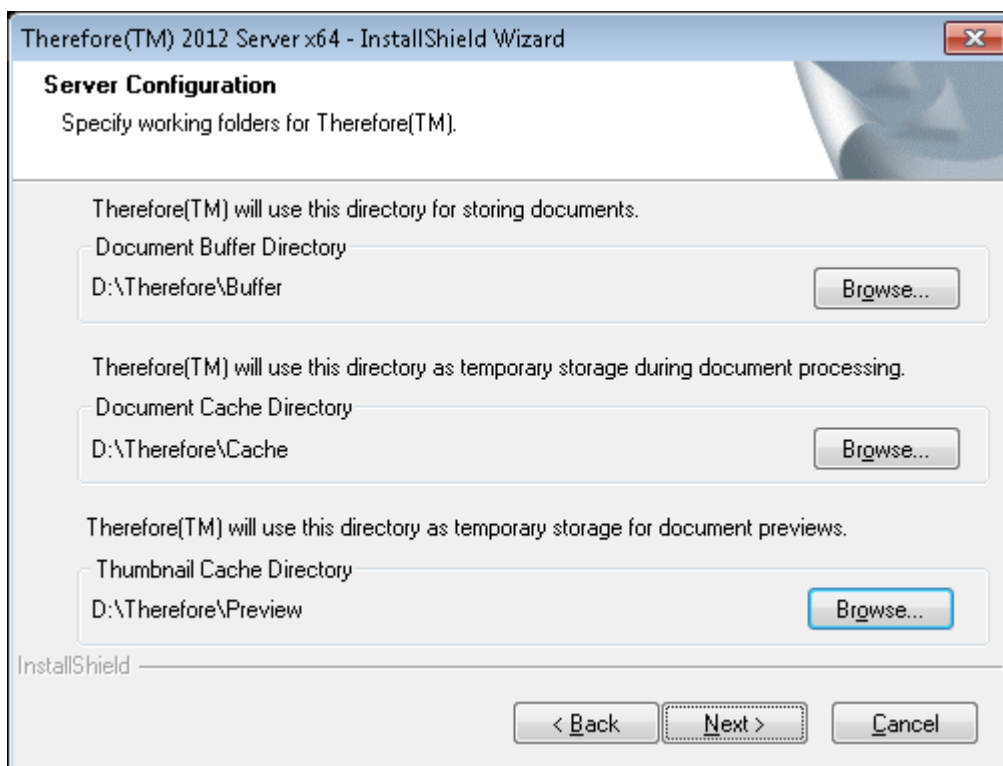 Therefore(TM) 2012 Server x64 - InstallShield Wizard
Server Configuration
Specify working folders for Therefore(TM).
Therefore(TM) will use this directory for storing documents.
Document Buffer Directory
D:\Therefore\Buffer
Browse...
Therefore(TM) will use this directory as temporary storage during document processing.
Document Cache Directory
D:\Therefore\Cache
Browse...
Therefore(TM) will use this directory as temporary storage for document previews.
Thumbnail Cache Directory
D:\Therefore\Preview
Browse...
InstallShield
< Back Next > Cancel